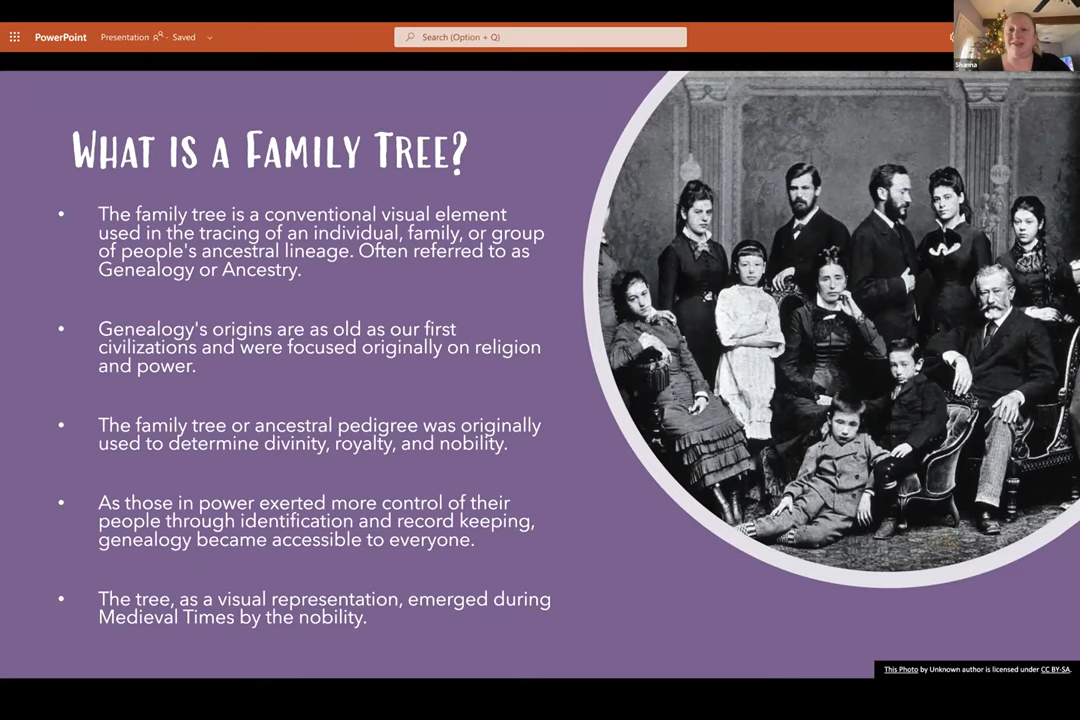 PowerPoint Presentation - Saved
Search (Option + Q)
Shanna
WHAT IS A FAMILY TREE?
• The family tree is a conventional visual element
used in the tracing of an individual, family, or group
of people's ancestral lineage. Often referred to as
Genealogy or Ancestry.
• Genealogy's origins are as old as our first
civilizations and were focused originally on religion
and power.
• The family tree or ancestral pedigree was originally
used to determine divinity, royalty, and nobility.
• As those in power exerted more control of their
people through identification and record keeping,
genealogy became accessible to everyone.
• The tree, as a visual representation, emerged during
Medieval Times by the nobility.
This Photo by Unknown author is licensed under CC BY-SA.